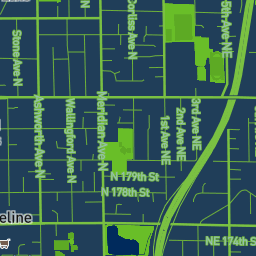 Stone Ave N
Corliss Ave N
5th Ave NE
Ashworth Ave N
Wallingford Ave N
Meridian Ave N
1st Ave NE
2nd Ave NE
3rd Ave NE
N 179th St
N 178th St
eline
NE 174th St